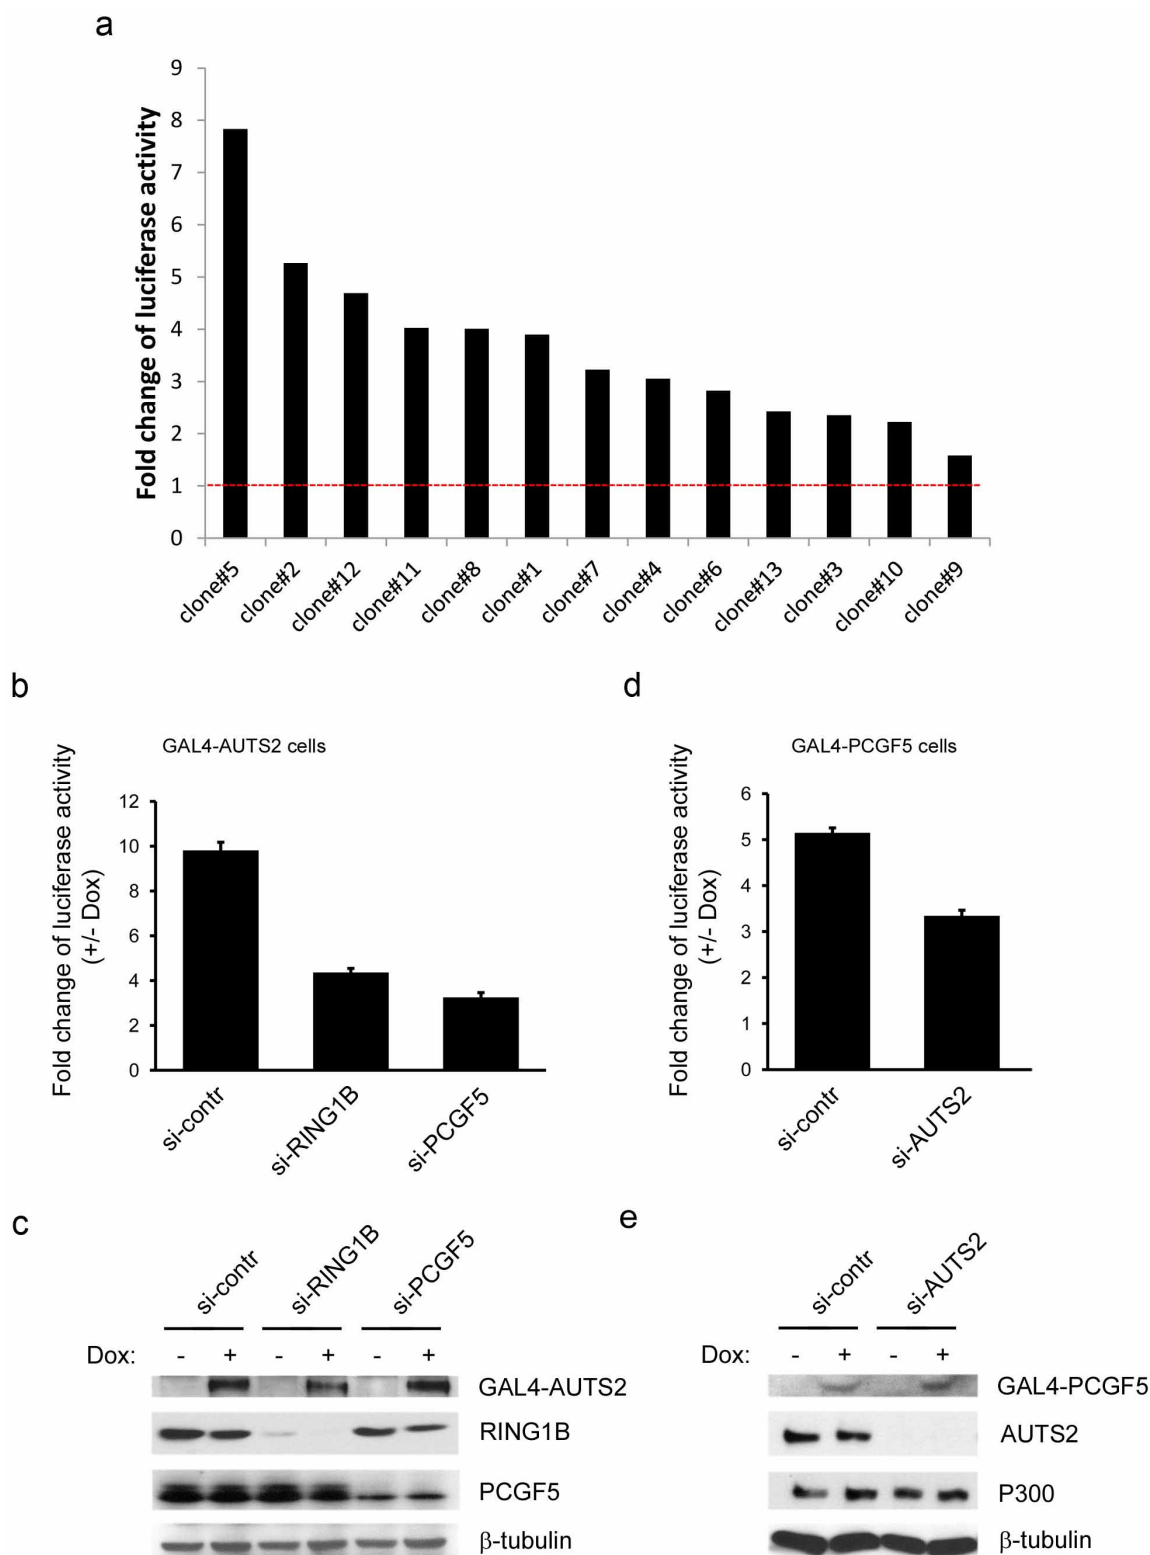 a
Fold change of luciferase activity
9
8
7
6
5
4
3
2
1
0
clone#5
clone#2
clone#12
clone#11
clone#8
clone#1
clone#7
clone#4
clone#6
clone#13
clone#3
clone#10
clone#9
b
GAL4-AUTS2 cells
Fold change of luciferase activity
(+/- Dox)
12
10
8
6
4
2
0
si-contr
si-RING1B
si-PCGF5
d
GAL4-PCGF5 cells
Fold change of luciferase activity
(+/- Dox)
6
5
4
3
2
1
0
si-contr
si-AUTS2
c
si-contr
si-RING1B
si-PCGF5
Dox: - + - + - +
GAL4-AUTS2
RING1B
PCGF5
β-tubulin
e
si-contr
si-AUTS2
Dox: - + - +
GAL4-PCGF5
AUTS2
P300
β-tubulin